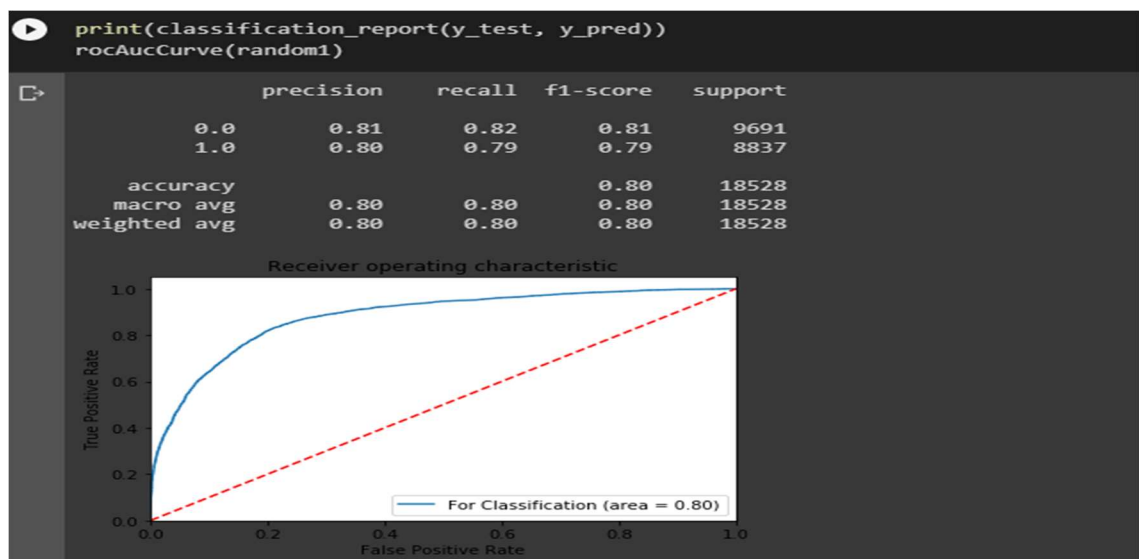 print(classification_report(y_test, y_pred))
rocAucCurve(random1)
precision recall f1-score support
0.0 0.81 0.82 0.81 9691
1.0 0.80 0.79 0.79 8837
accuracy 0.80 18528
macro avg 0.80 0.80 0.80 18528
weighted avg 0.80 0.80 0.80 18528
Receiver operating characteristic
1.0
0.8
0.6
0.4
0.2
0.0
True Positive Rate
For Classification (area = 0.80)
0.0 0.2 0.4 0.6 0.8 1.0
False Positive Rate